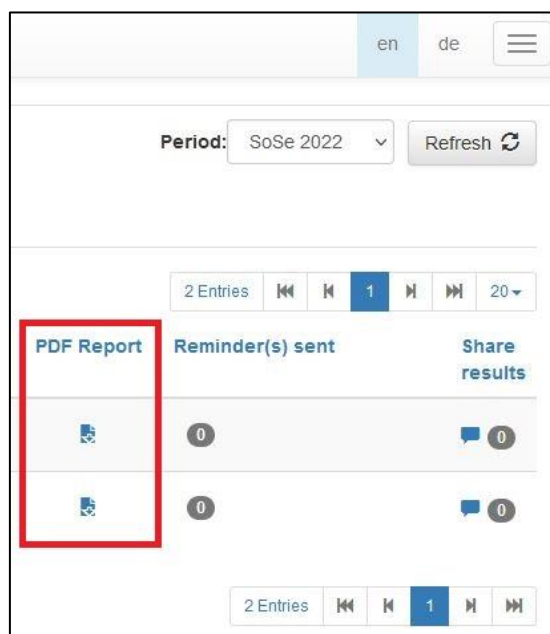 en de
Period: SoSe 2022 Refresh
2 Entries 1 20
PDF Report Reminder(s) sent Share results
0 0
0 0
2 Entries 1